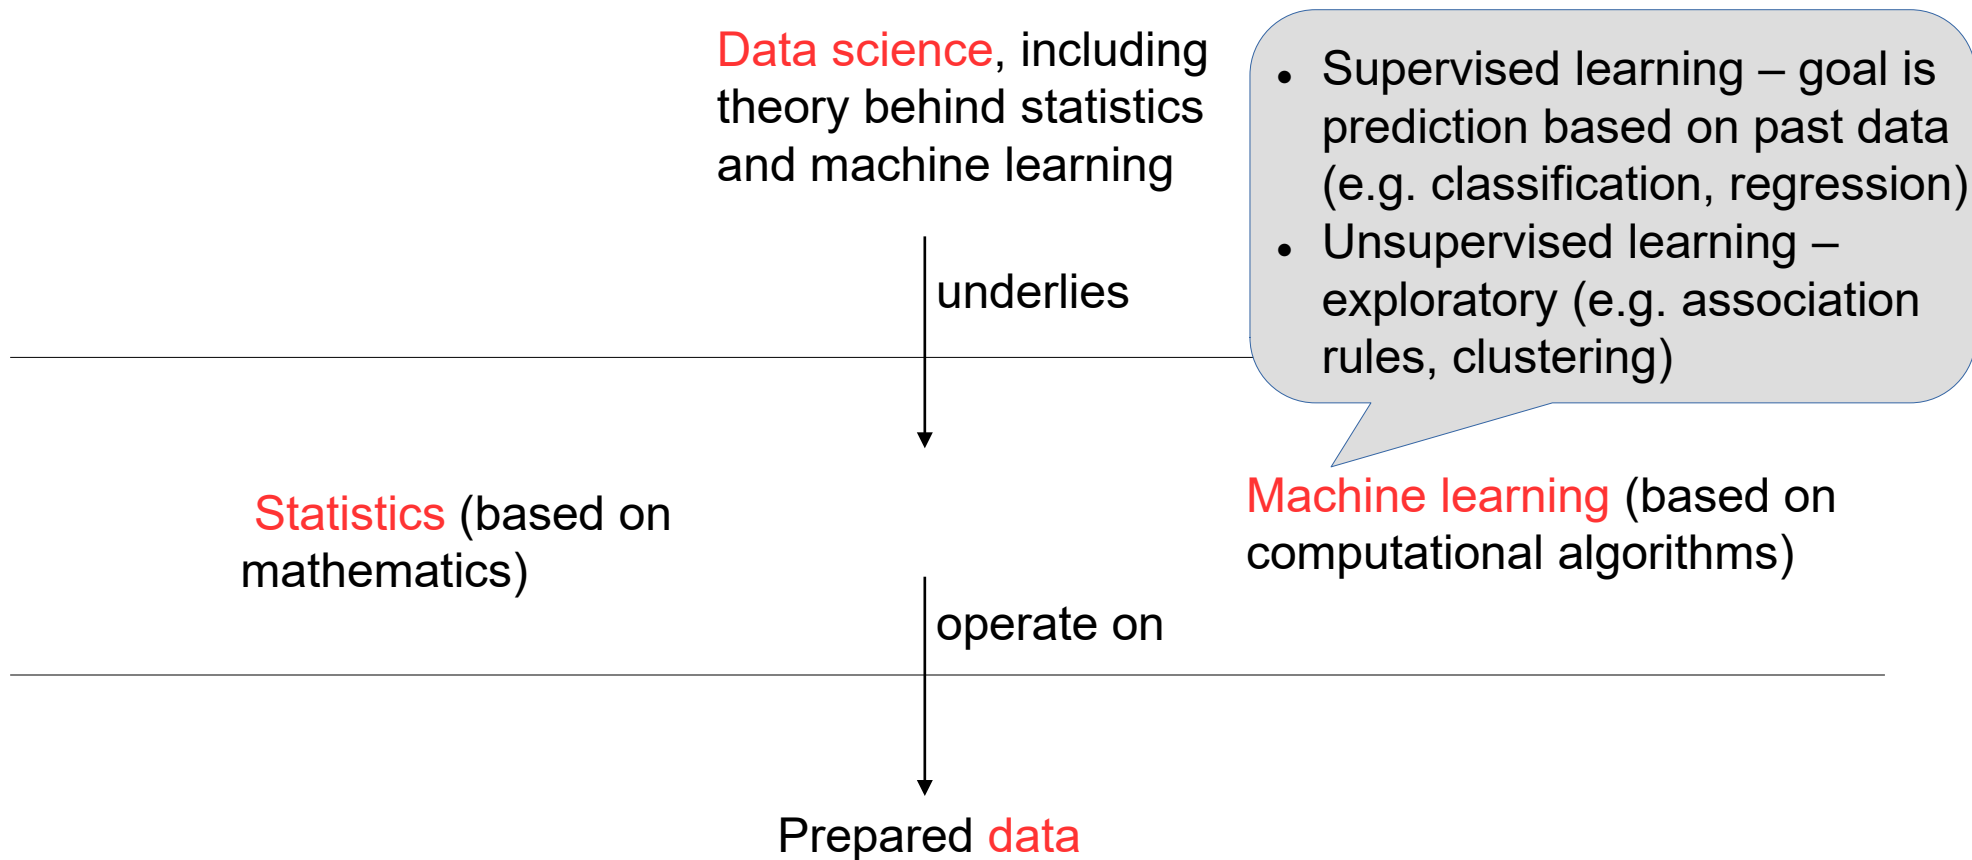 Data science, including
theory behind statistics
and machine learning
• Supervised learning – goal is
prediction based on past data
(e.g. classification, regression)
• Unsupervised learning –
exploratory (e.g. association
rules, clustering)
underlies
Statistics (based on
mathematics)
Machine learning (based on
computational algorithms)
operate on
Prepared data